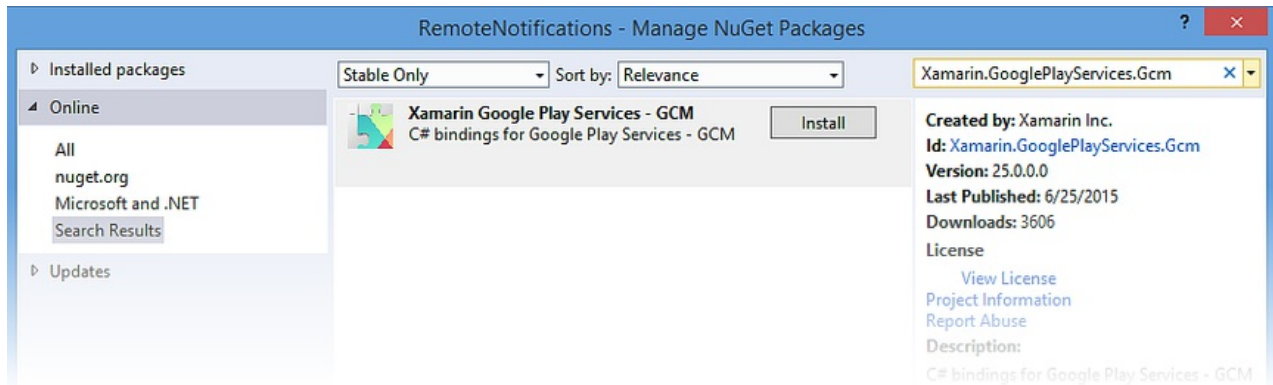 RemoteNotifications - Manage NuGet Packages
?
Installed packages
Online
All
nuget.org
Microsoft and .NET
Search Results
Updates
Stable Only
Sort by: Relevance
Xamarin Google Play Services - GCM
C# bindings for Google Play Services - GCM
Install
Xamarin.GooglePlayServices.Gcm
Created by: Xamarin Inc.
Id: Xamarin.GooglePlayServices.Gcm
Version: 25.0.0.0
Last Published: 6/25/2015
Downloads: 3606
License
View License
Project Information
Report Abuse
Description:
C# bindings for Google Play Services - GCM